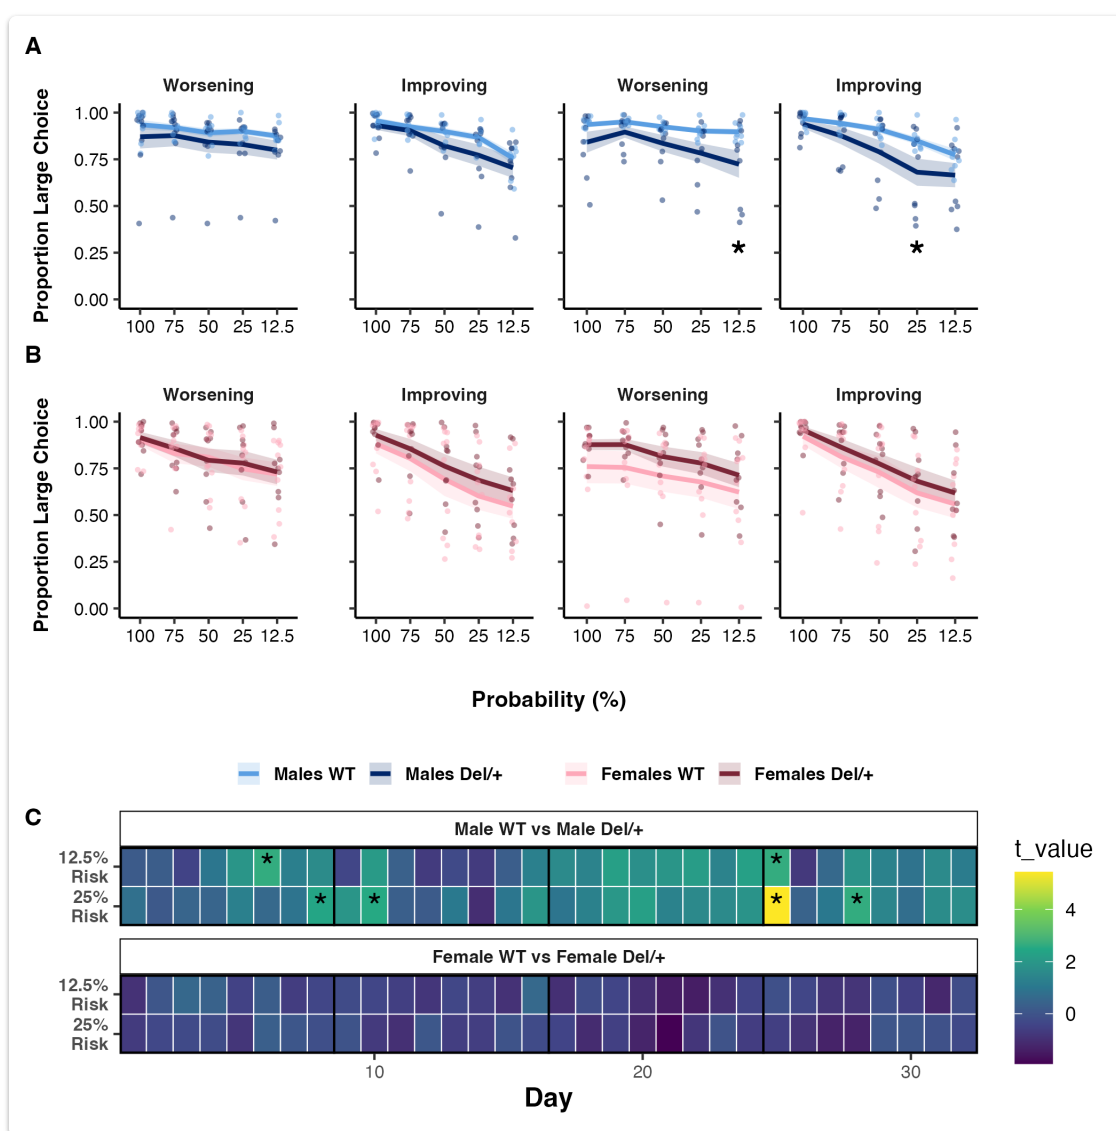 A
Worsening
Improving
Worsening
Improving
Proportion Large Choice
1.00
0.75
0.50
0.25
0.00
*
*
100 75 50 25 12.5
100 75 50 25 12.5
100 75 50 25 12.5
100 75 50 25 12.5
B
Worsening
Improving
Worsening
Improving
Proportion Large Choice
1.00
0.75
0.50
0.25
0.00
100 75 50 25 12.5
100 75 50 25 12.5
100 75 50 25 12.5
100 75 50 25 12.5
Probability (%)
Males WT Males Del/+ Females WT Females Del/+
C
Male WT vs Male Del/+
12.5%
Risk
* *
25%
Risk
* * * *
Female WT vs Female Del/+
12.5%
Risk
25%
Risk
10 20 30
Day
t_value
4
2
0